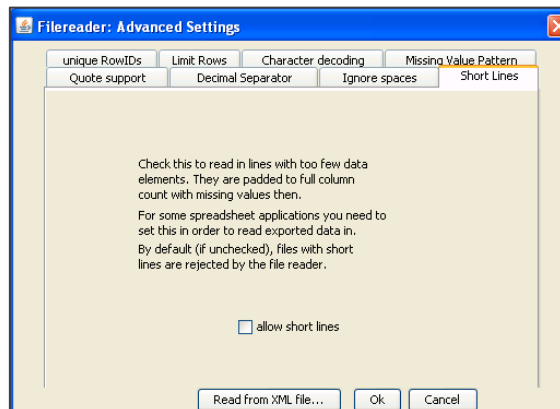 Filereader: Advanced Settings
unique RowIDs Limit Rows Character decoding Missing Value Pattern
Quote support Decimal Separator Ignore spaces Short Lines
Check this to read in lines with too few data
elements. They are padded to full column
count with missing values then.
For some spreadsheet applications you need to
set this in order to read exported data in.
By default (if unchecked), files with short
lines are rejected by the file reader.
allow short lines
Read from XML file... Ok Cancel